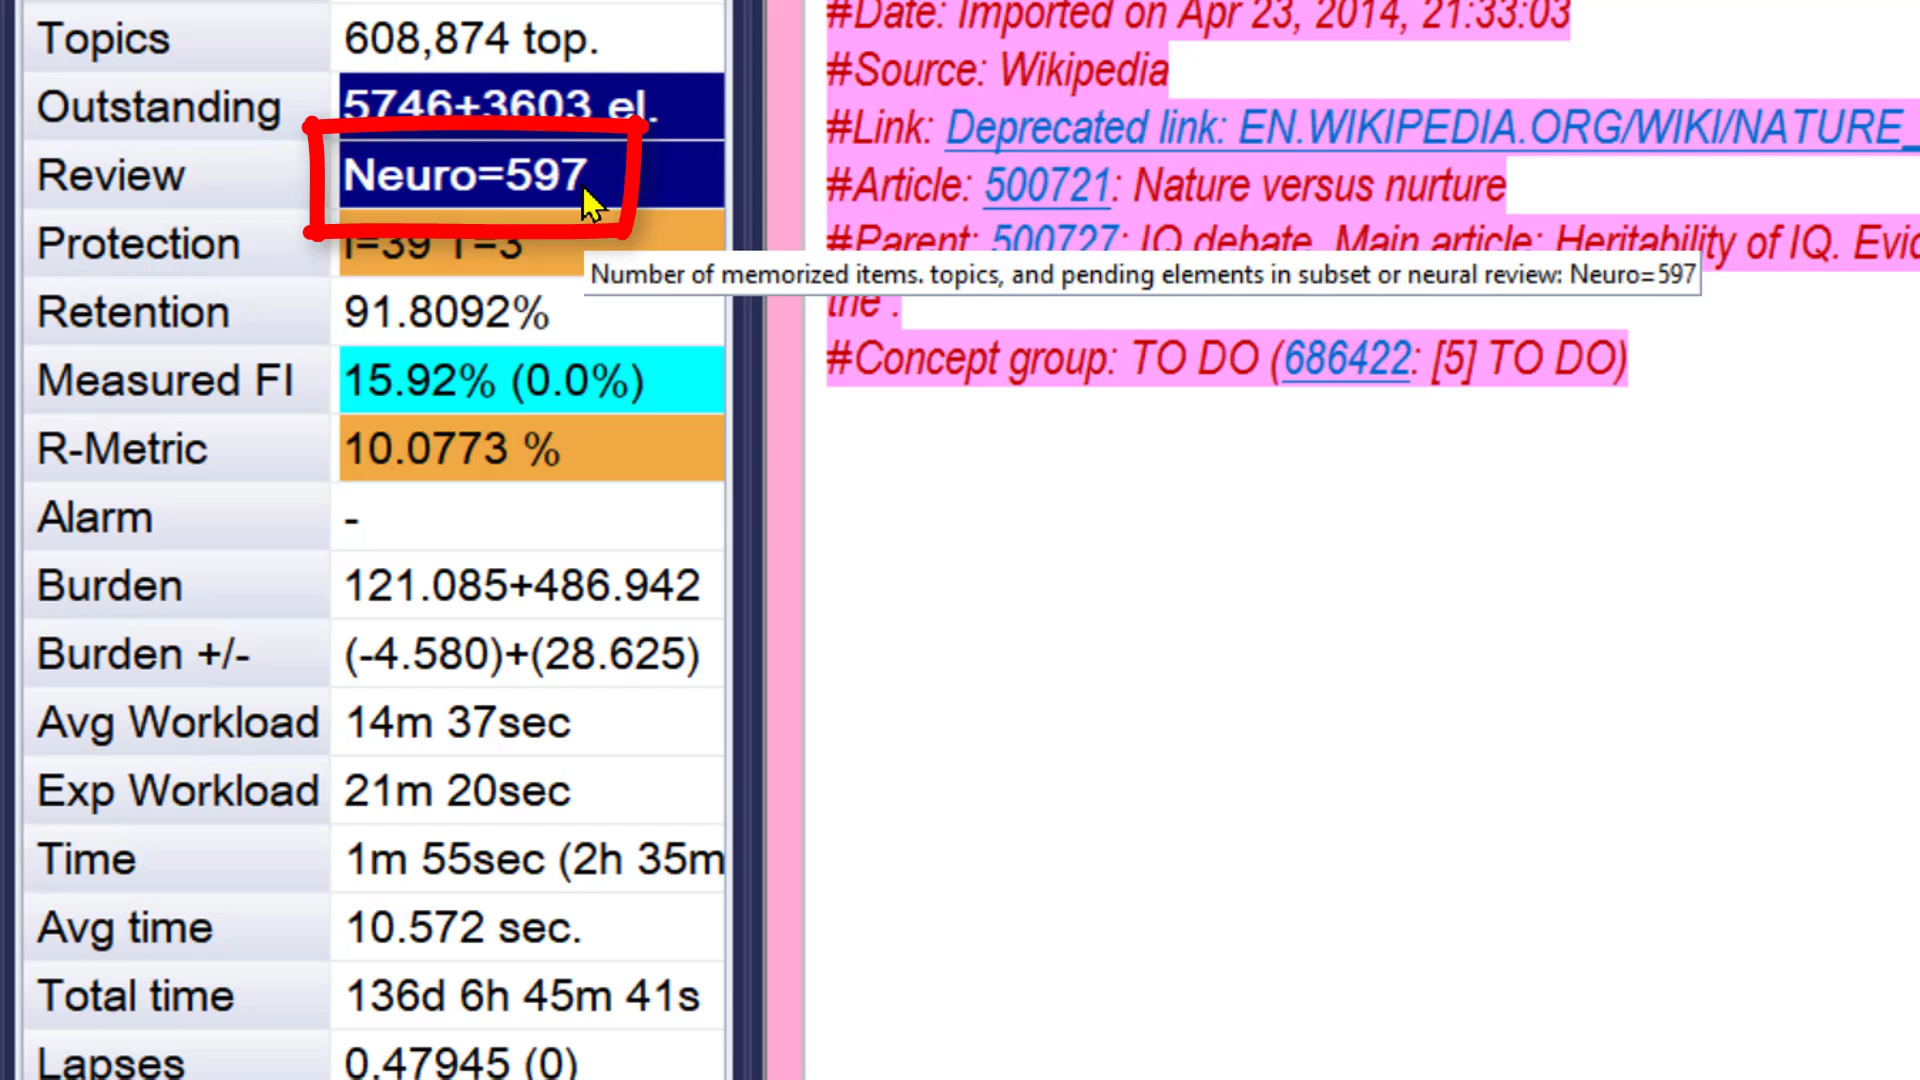 Topics 608,874 top.
Outstanding 5746+3603 el.
Review Neuro=597
Protection I=39 T=3
Retention 91.8092%
Measured FI 15.92% (0.0%)
R-Metric 10.0773 %
Alarm -
Burden 121.085+486.942
Burden +/- (-4.580)+(28.625)
Avg Workload 14m 37sec
Exp Workload 21m 20sec
Time 1m 55sec (2h 35m
Avg time 10.572 sec.
Total time 136d 6h 45m 41s
Lapses 0.47945 (0)
#Date: Imported on Apr 23, 2014, 21:33:03
#Source: Wikipedia
#Link: Deprecated link: EN.WIKIPEDIA.ORG/WIKI/NATURE_
#Article: 500721: Nature versus nurture
#Parent: 500727: IQ debate. Main article: Heritability of IQ. Evid
Number of memorized items. topics, and pending elements in subset or neural review: Neuro=597
the .
#Concept group: TO DO (686422: [5] TO DO)